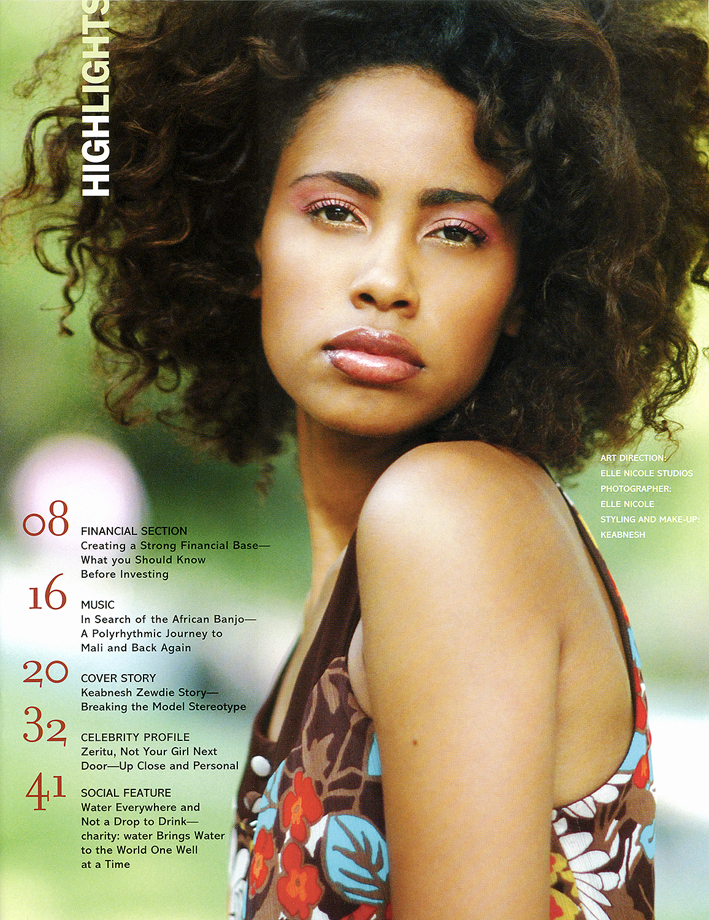 HIGHLIGHTS
08 FINANCIAL SECTION
Creating a Strong Financial Base—
What you Should Know
Before Investing
16 MUSIC
In Search of the African Banjo—
A Polyrhythmic Journey to
Mali and Back Again
20 COVER STORY
Keabnesh Zewdie Story—
Breaking the Model Stereotype
32 CELEBRITY PROFILE
Zeritu, Not Your Girl Next
Door—Up Close and Personal
41 SOCIAL FEATURE
Water Everywhere and
Not a Drop to Drink—
charity: water Brings Water
to the World One Well
at a Time
ART DIRECTION:
ELLE NICOLE STUDIOS
PHOTOGRAPHER:
ELLE NICOLE
STYLING AND MAKE-UP:
KEABNESH